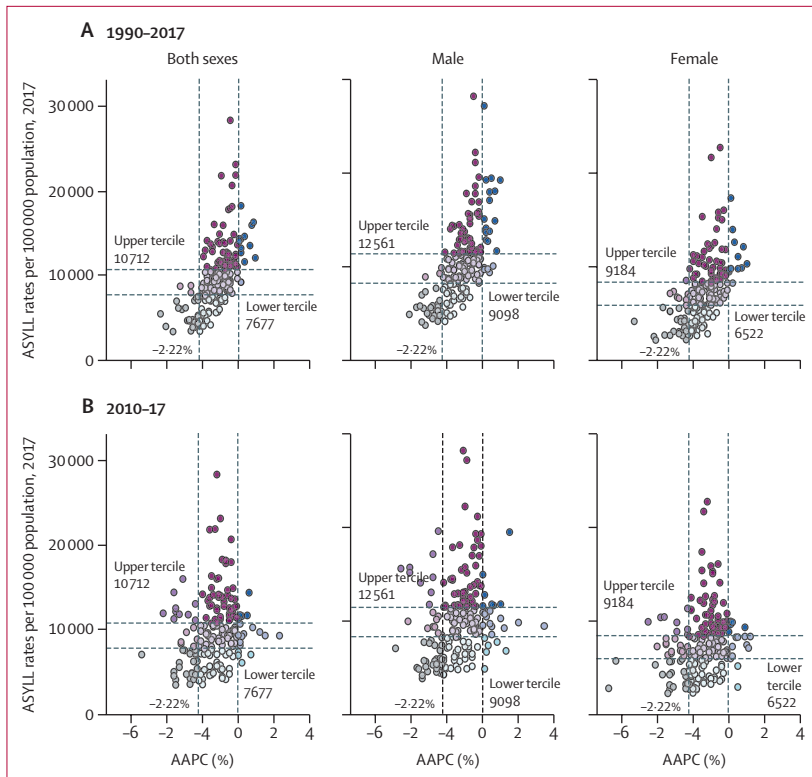 A 1990–2017
Both sexes
Male
Female
ASYLL rates per 100 000 population, 2017
30 000
20 000
10 000
0
Upper tercile
10 712
Lower tercile
7677
–2·22%
Upper tercile
12 561
Lower tercile
9098
–2·22%
Upper tercile
9184
Lower tercile
6522
–2·22%
B 2010–17
ASYLL rates per 100 000 population, 2017
30 000
20 000
10 000
0
Upper tercile
10 712
Lower tercile
7677
–2·22%
Upper tercile
12 561
Lower tercile
9098
–2·22%
Upper tercile
9184
Lower
tercile
6522
–2·22%
–6 –4 –2 0 2 4
–6 –4 –2 0 2 4
–6 –4 –2 0 2 4
AAPC (%)
AAPC (%)
AAPC (%)